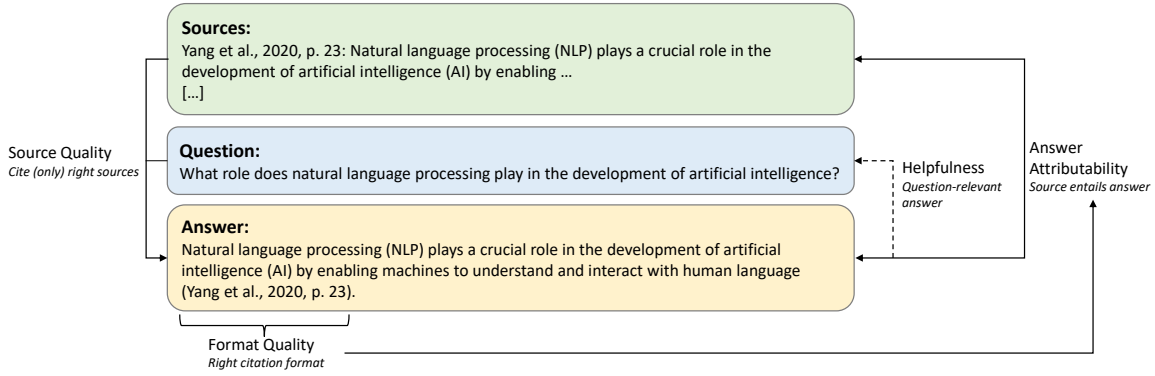 Sources:
Yang et al., 2020, p. 23: Natural language processing (NLP) plays a crucial role in the
development of artificial intelligence (AI) by enabling …
[…]
Source Quality
Cite (only) right sources
Question:
What role does natural language processing play in the development of artificial intelligence?
Helpfulness
Question-relevant
answer
Answer
Attributability
Source entails answer
Answer:
Natural language processing (NLP) plays a crucial role in the development of artificial
intelligence (AI) by enabling machines to understand and interact with human language
(Yang et al., 2020, p. 23).
Format Quality
Right citation format